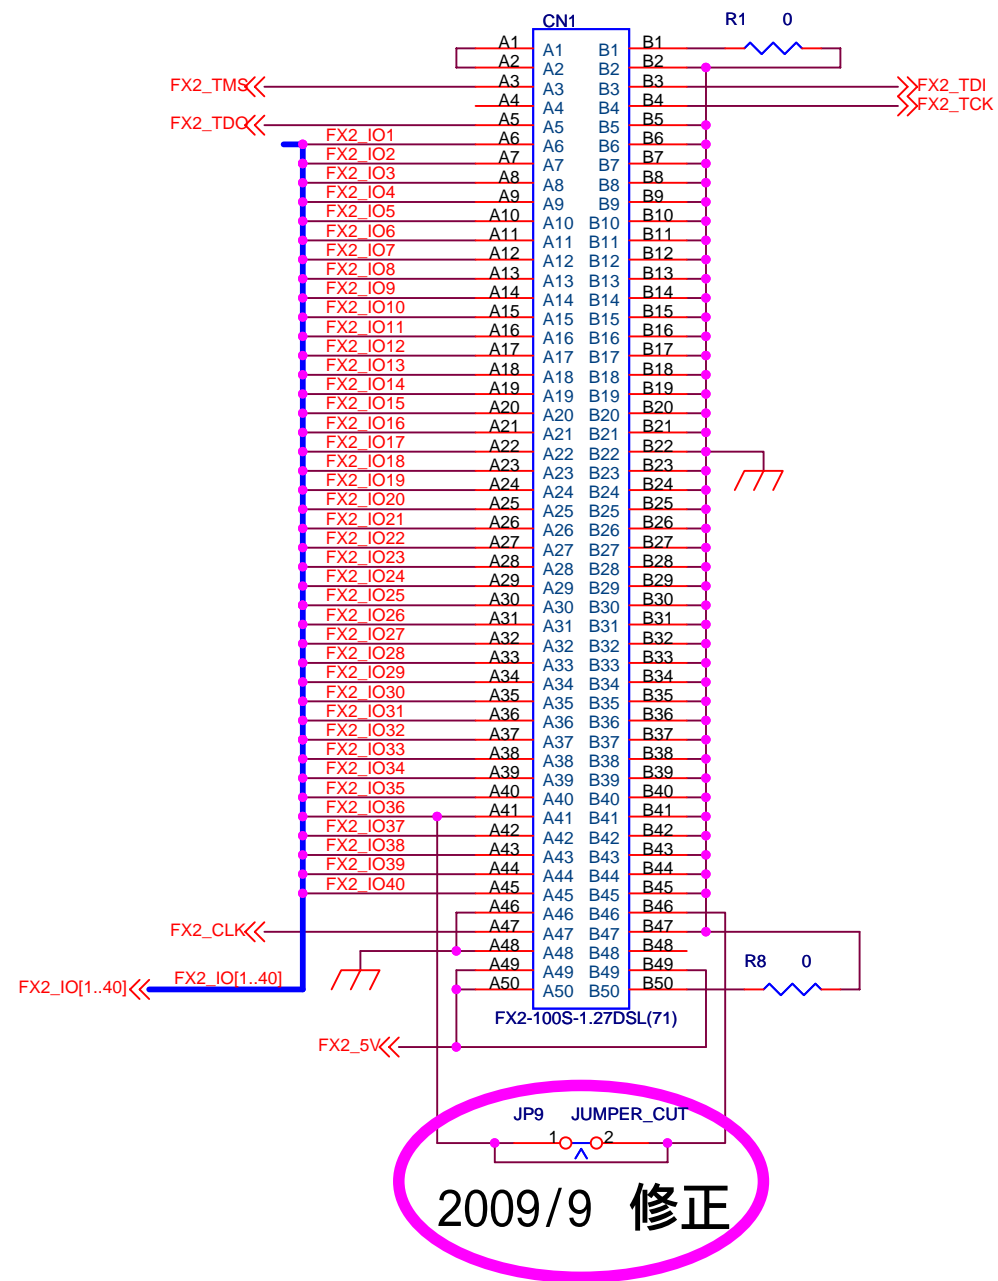 CN1 R1 0
A1 A1 B1 B1
A2 A2 B2 B2
FX2_TMS A3 A3 B3 B3 FX2_TDI
A4 A4 B4 B4 FX2_TCK
FX2_TDO A5 A5 B5 B5
FX2_IO1 A6 A6 B6 B6
FX2_IO2 A7 A7 B7 B7
FX2_IO3 A8 A8 B8 B8
FX2_IO4 A9 A9 B9 B9
FX2_IO5 A10 A10 B10 B10
FX2_IO6 A11 A11 B11 B11
FX2_IO7 A12 A12 B12 B12
FX2_IO8 A13 A13 B13 B13
FX2_IO9 A14 A14 B14 B14
FX2_IO10 A15 A15 B15 B15
FX2_IO11 A16 A16 B16 B16
FX2_IO12 A17 A17 B17 B17
FX2_IO13 A18 A18 B18 B18
FX2_IO14 A19 A19 B19 B19
FX2_IO15 A20 A20 B20 B20
FX2_IO16 A21 A21 B21 B21
FX2_IO17 A22 A22 B22 B22
FX2_IO18 A23 A23 B23 B23
FX2_IO19 A24 A24 B24 B24
FX2_IO20 A25 A25 B25 B25
FX2_IO21 A26 A26 B26 B26
FX2_IO22 A27 A27 B27 B27
FX2_IO23 A28 A28 B28 B28
FX2_IO24 A29 A29 B29 B29
FX2_IO25 A30 A30 B30 B30
FX2_IO26 A31 A31 B31 B31
FX2_IO27 A32 A32 B32 B32
FX2_IO28 A33 A33 B33 B33
FX2_IO29 A34 A34 B34 B34
FX2_IO30 A35 A35 B35 B35
FX2_IO31 A36 A36 B36 B36
FX2_IO32 A37 A37 B37 B37
FX2_IO33 A38 A38 B38 B38
FX2_IO34 A39 A39 B39 B39
FX2_IO35 A40 A40 B40 B40
FX2_IO36 A41 A41 B41 B41
FX2_IO37 A42 A42 B42 B42
FX2_IO38 A43 A43 B43 B43
FX2_IO39 A44 A44 B44 B44
FX2_IO40 A45 A45 B45 B45
A46 A46 B46 B46
FX2_CLK A47 A47 B47 B47
A48 A48 B48 B48
A49 A49 B49 B49 R8 0
FX2_IO[1..40] FX2_IO[1..40] A50 A50 B50 B50
FX2-100S-1.27DSL(71)
FX2_5V
JP9 JUMPER_CUT
1 2
2009/9 修正